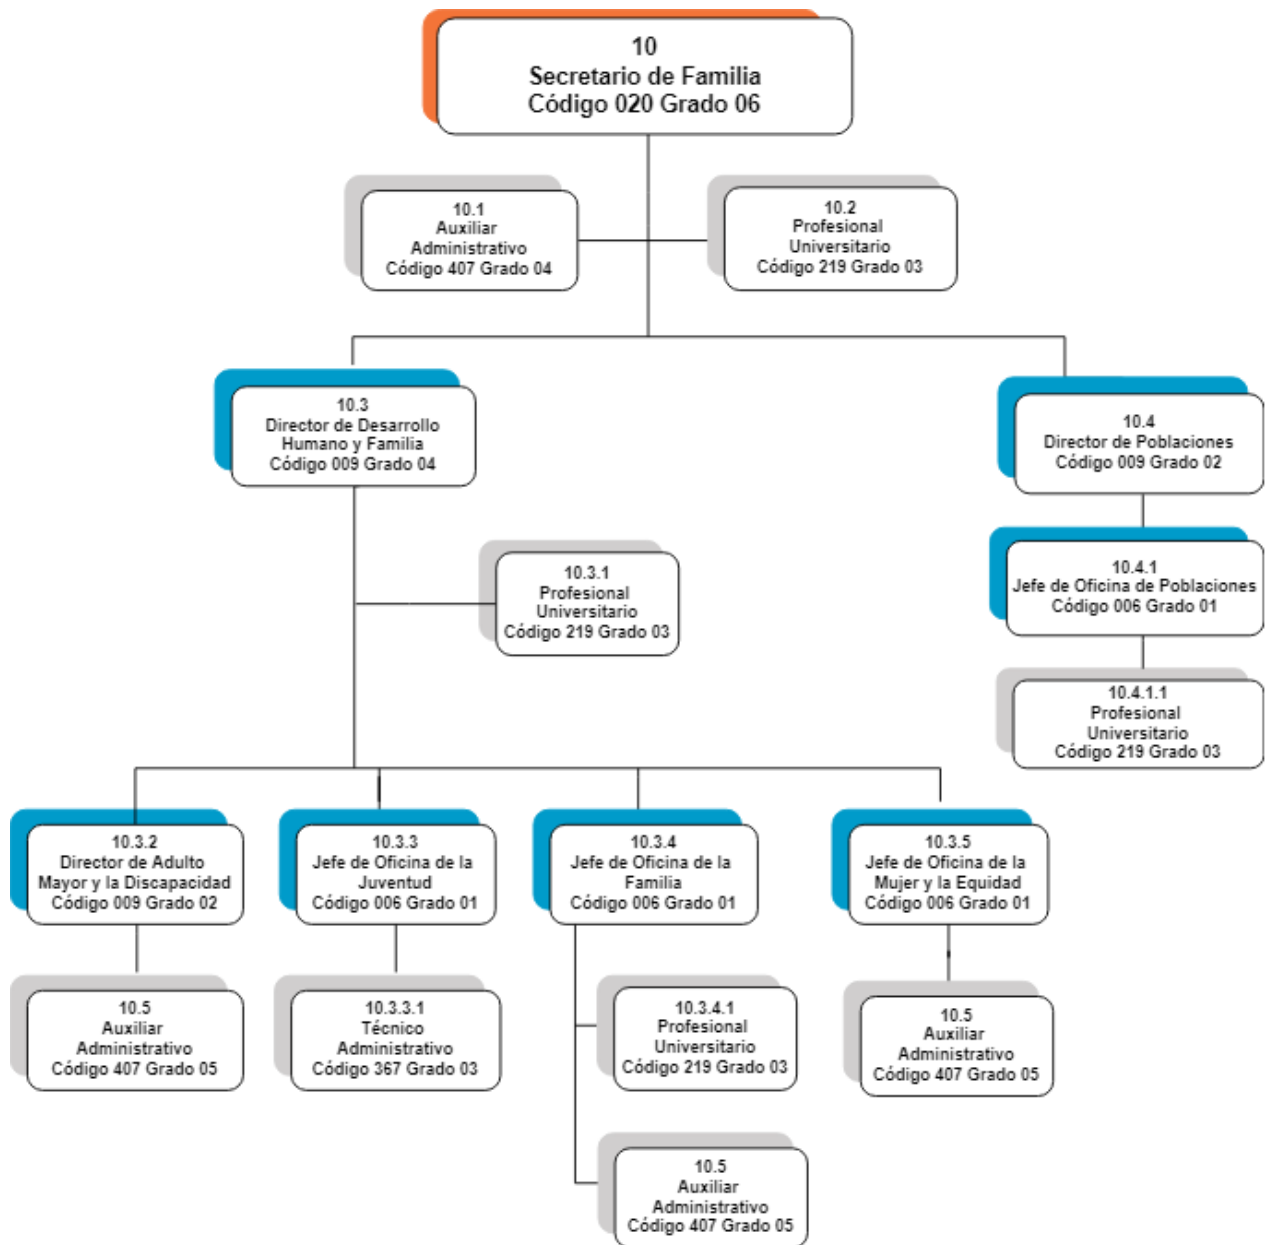 10
Secretario de Familia
Código 020 Grado 06
10.1
Auxiliar
Administrativo
Código 407 Grado 04
10.2
Profesional
Universitario
Código 219 Grado 03
10.3
Director de Desarrollo
Humano y Familia
Código 009 Grado 04
10.4
Director de Poblaciones
Código 009 Grado 02
10.3.1
Profesional
Universitario
Código 219 Grado 03
10.4.1
Jefe de Oficina de Poblaciones
Código 006 Grado 01
10.4.1.1
Profesional
Universitario
Código 219 Grado 03
10.3.2
Director de Adulto
Mayor y la Discapacidad
Código 009 Grado 02
10.3.3
Jefe de Oficina de la
Juventud
Código 006 Grado 01
10.3.4
Jefe de Oficina de la
Familia
Código 006 Grado 01
10.3.5
Jefe de Oficina de la
Mujer y la Equidad
Código 006 Grado 01
10.5
Auxiliar
Administrativo
Código 407 Grado 05
10.3.3.1
Técnico
Administrativo
Código 367 Grado 03
10.3.4.1
Profesional
Universitario
Código 219 Grado 03
10.5
Auxiliar
Administrativo
Código 407 Grado 05
10.5
Auxiliar
Administrativo
Código 407 Grado 05